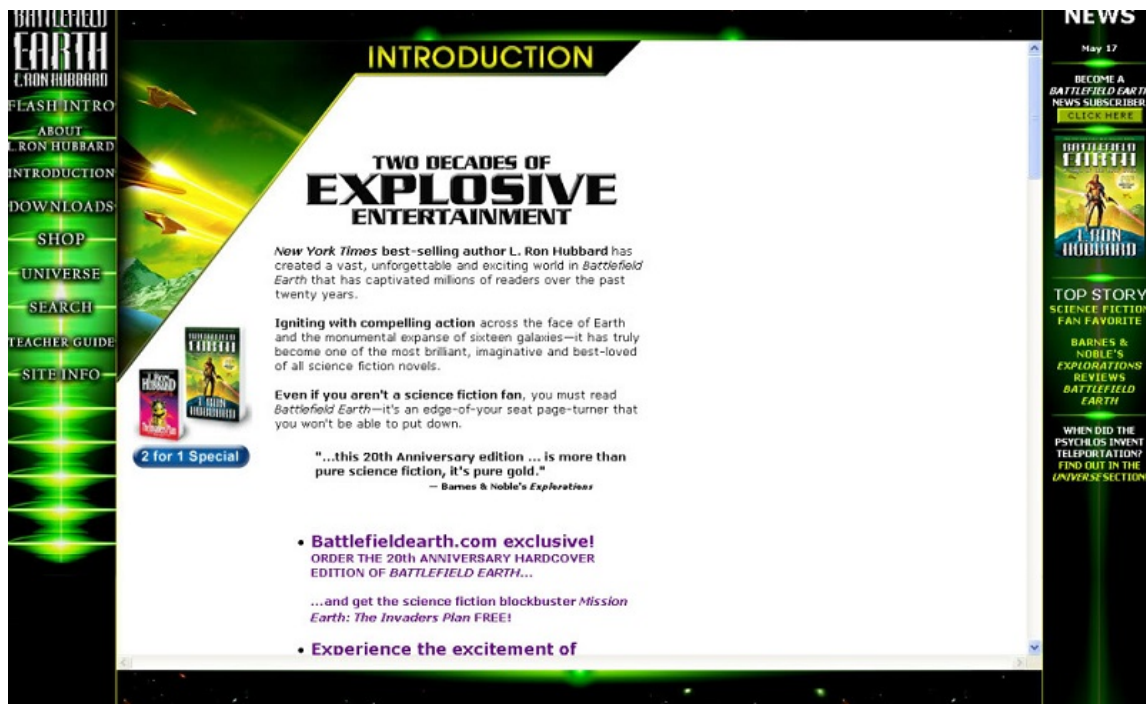 BATTLEFIELD
EARTH
L. RON HUBBARD
FLASH INTRO
ABOUT
L.RON HUBBARD
INTRODUCTION
DOWNLOADS
SHOP
UNIVERSE
SEARCH
TEACHER GUIDE
SITE INFO
INTRODUCTION
TWO DECADES OF
EXPLOSIVE
ENTERTAINMENT
New York Times best-selling author L. Ron Hubbard has
created a vast, unforgettable and exciting world in Battlefield
Earth that has captivated millions of readers over the past
twenty years.
Igniting with compelling action across the face of Earth
and the monumental expanse of sixteen galaxies—it has truly
become one of the most brilliant, imaginative and best-loved
of all science fiction novels.
Even if you aren't a science fiction fan, you must read
Battlefield Earth—it's an edge-of-your seat page-turner that
you won't be able to put down.
BATTLEFIELD
EARTH
L. RON
HUBBARD
L. RON
HUBBARD
The Invaders Plan
2 for 1 Special
"...this 20th Anniversary edition ... is more than
pure science fiction, it's pure gold."
— Barnes & Noble's Explorations
• Battlefieldearth.com exclusive!
ORDER THE 20th ANNIVERSARY HARDCOVER
EDITION OF BATTLEFIELD EARTH...
...and get the science fiction blockbuster Mission
Earth: The Invaders Plan FREE!
• Experience the excitement of
NEWS
May 17
BECOME A
BATTLEFIELD EARTH
NEWS SUBSCRIBER
CLICK HERE
BATTLEFIELD
EARTH
L. RON
HUBBARD
TOP STORY
SCIENCE FICTION
FAN FAVORITE
BARNES &
NOBLE'S
EXPLORATIONS
REVIEWS
BATTLEFIELD
EARTH
WHEN DID THE
PSYCHLOS INVENT
TELEPORTATION?
FIND OUT IN THE
UNIVERSE SECTION